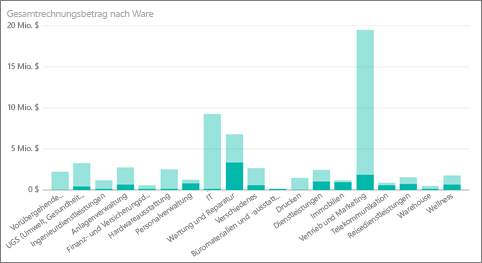 Gesamtrechnungsbetrag nach Ware
20 Mio. $
15 Mio. $
10 Mio. $
5 Mio. $
0 $
Vorübergehende...
UGS (Umwelt, Gesundheit...
Ingenieurdienstleistungen
Anlagenverwaltung
Finanz- und Versicherungsd...
Hardwareausstattung
Personalverwaltung
IT
Wartung und Reparatur
Verschiedenes
Büromaterialien und -ausstatt...
Drucken
Dienstleistungen
Immobilien
Vertrieb und Marketing
Telekommunikation
Reisedienstleistungen
Warehouse
Wellness